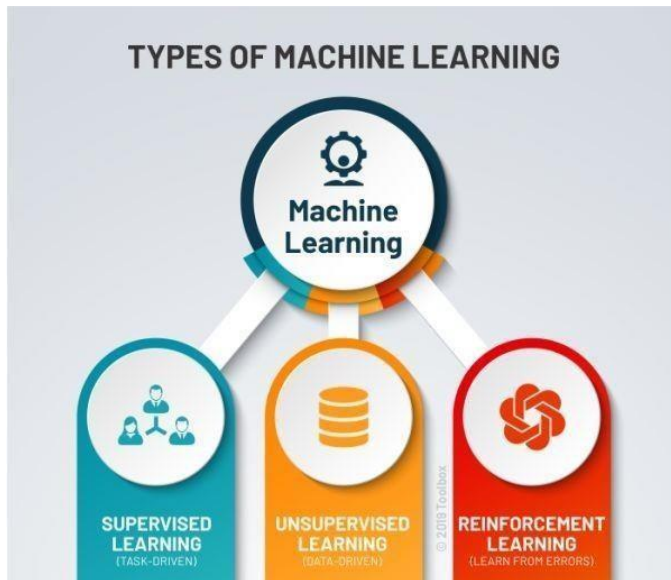 TYPES OF MACHINE LEARNING
Machine
Learning
SUPERVISED
LEARNING
(TASK-DRIVEN)
UNSUPERVISED
LEARNING
(DATA-DRIVEN)
© 2019 Toolbox
REINFORCEMENT
LEARNING
(LEARN FROM ERRORS)